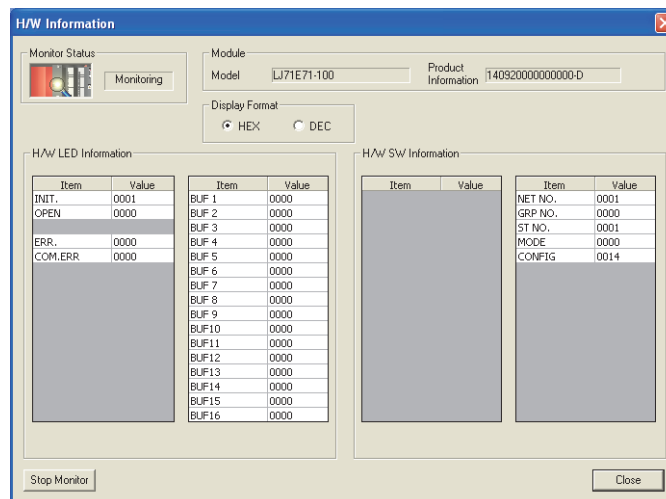 H/W Information
Monitor Status
Monitoring
Module
Model
LJ71E71-100
Product
Information
140920000000000-D
Display Format
HEX
DEC
H/W LED Information
Item Value
INIT. 0001
OPEN 0000
ERR. 0000
COM.ERR 0000
Item Value
BUF 1 0000
BUF 2 0000
BUF 3 0000
BUF 4 0000
BUF 5 0000
BUF 6 0000
BUF 7 0000
BUF 8 0000
BUF 9 0000
BUF10 0000
BUF11 0000
BUF12 0000
BUF13 0000
BUF14 0000
BUF15 0000
BUF16 0000
H/W SW Information
Item Value
Item Value
NET NO. 0001
GRP NO. 0000
ST NO. 0001
MODE 0000
CONFIG 0014
Stop Monitor
Close